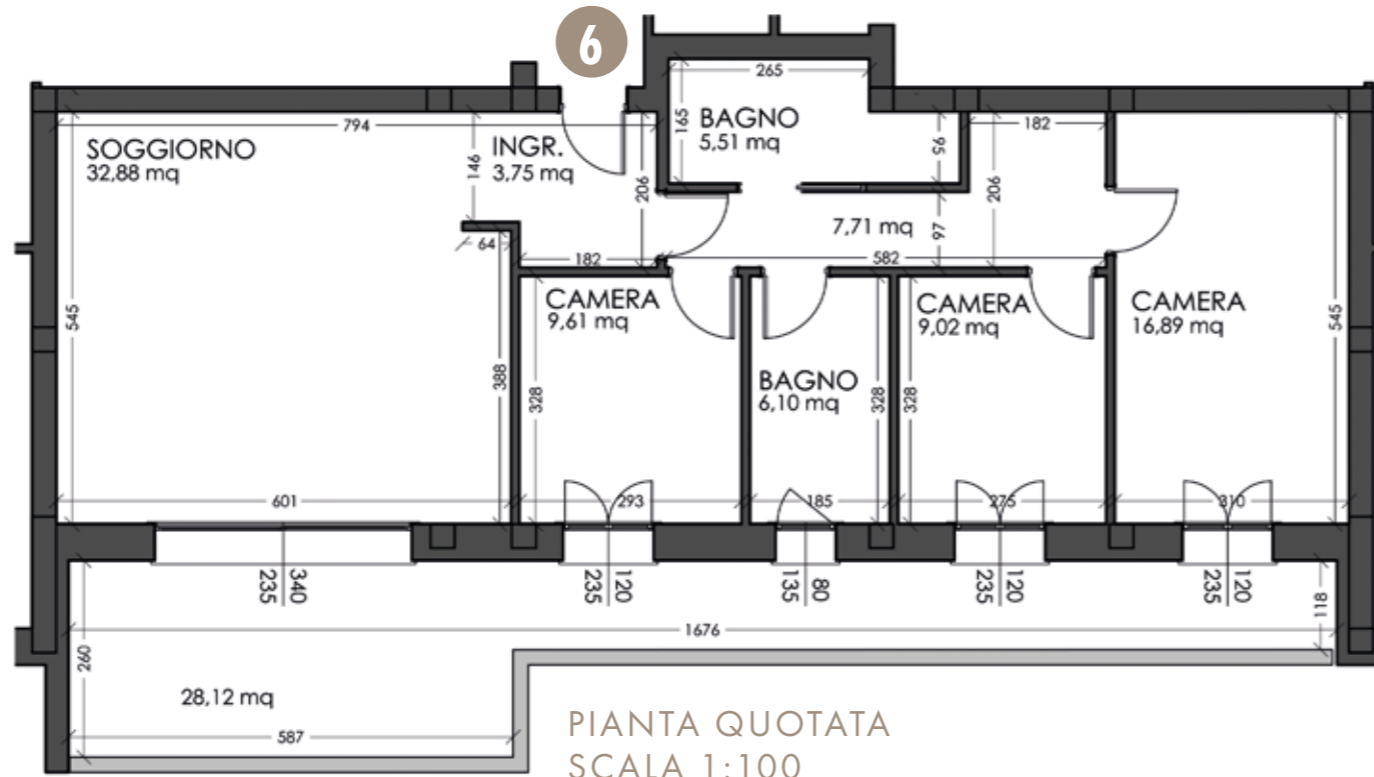 6
265
794
165
BAGNO
5,51 mq
SOGGIORNO
32,88 mq
146
INGR.
3,75 mq
206
95
182
206
7,71 mq
97
64
182
582
545
CAMERA
9,61 mq
CAMERA
9,02 mq
CAMERA
16,89 mq
545
388
328
BAGNO
6,10 mq
328
328
601
293
185
275
310
340
235
120
235
80
135
120
235
120
235
118
1676
260
28,12 mq
587
PIANTA QUOTATA
SCALA 1:100